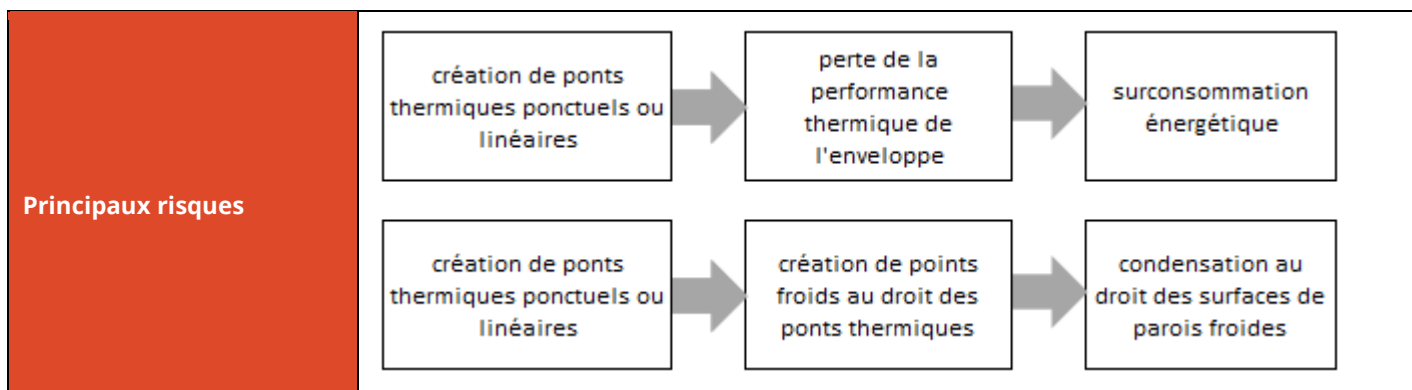 Principaux risques
création de ponts
thermiques ponctuels ou
linéaires
perte de la
performance
thermique de
l'enveloppe
surconsommation
énergétique
création de ponts
thermiques ponctuels ou
linéaires
création de points
froids au droit des
ponts thermiques
condensation au
droit des surfaces de
parois froides